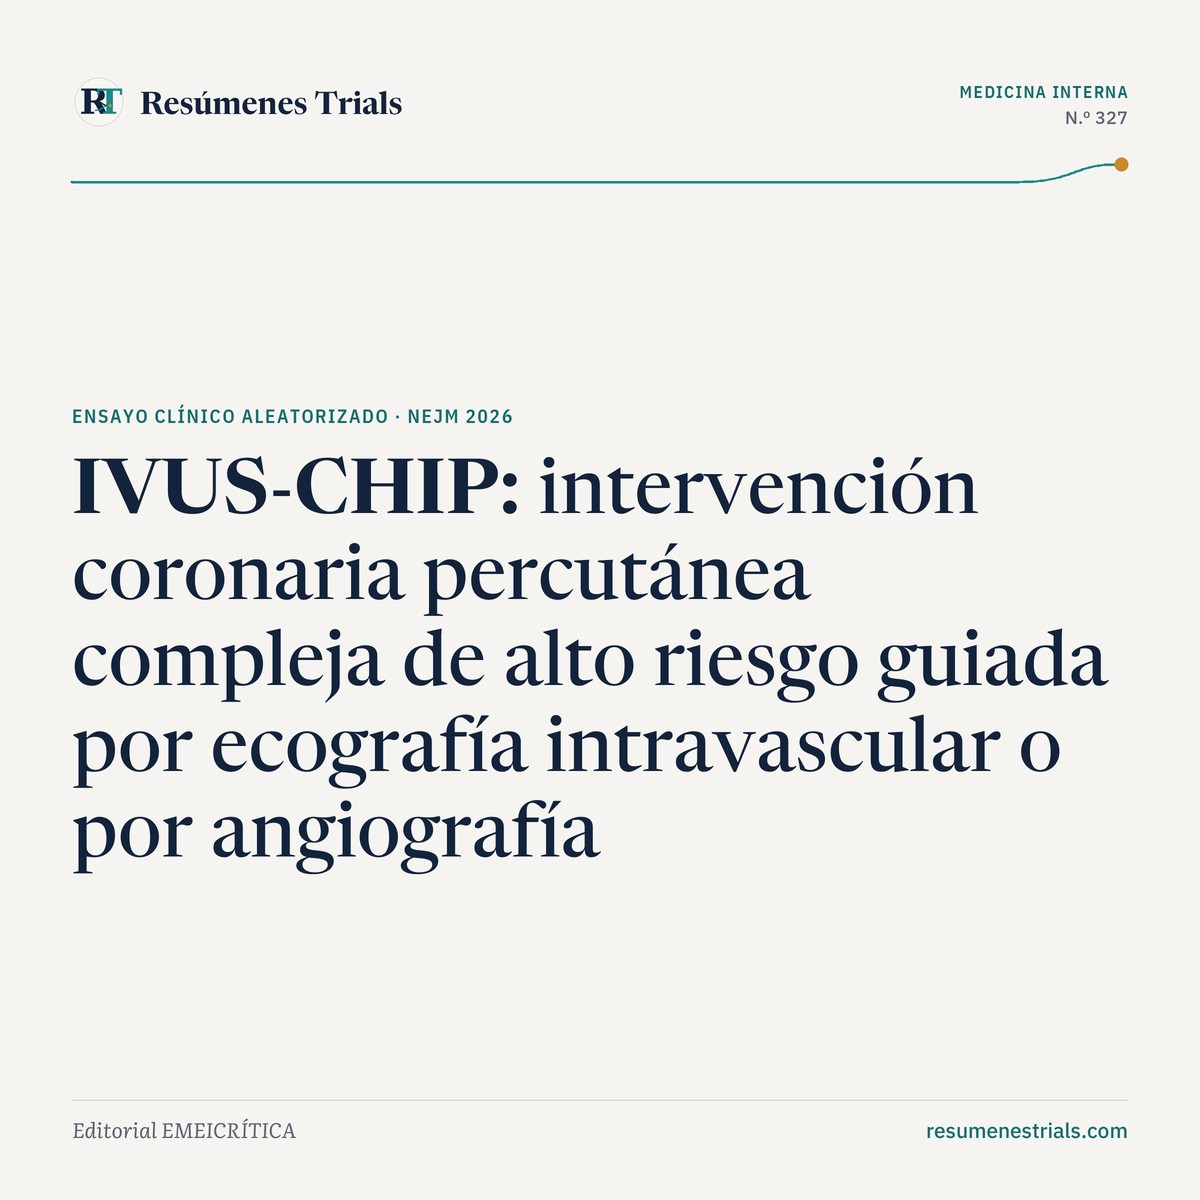 RT Resúmenes Trials
MEDICINA INTERNA
N.º 327
ENSAYO CLÍNICO ALEATORIZADO · NEJM 2026
IVUS-CHIP: intervención
coronaria percutánea
compleja de alto riesgo guiada
por ecografía intravascular o
por angiografía
Editorial EMEICRÍTICA
resumenestrials.com